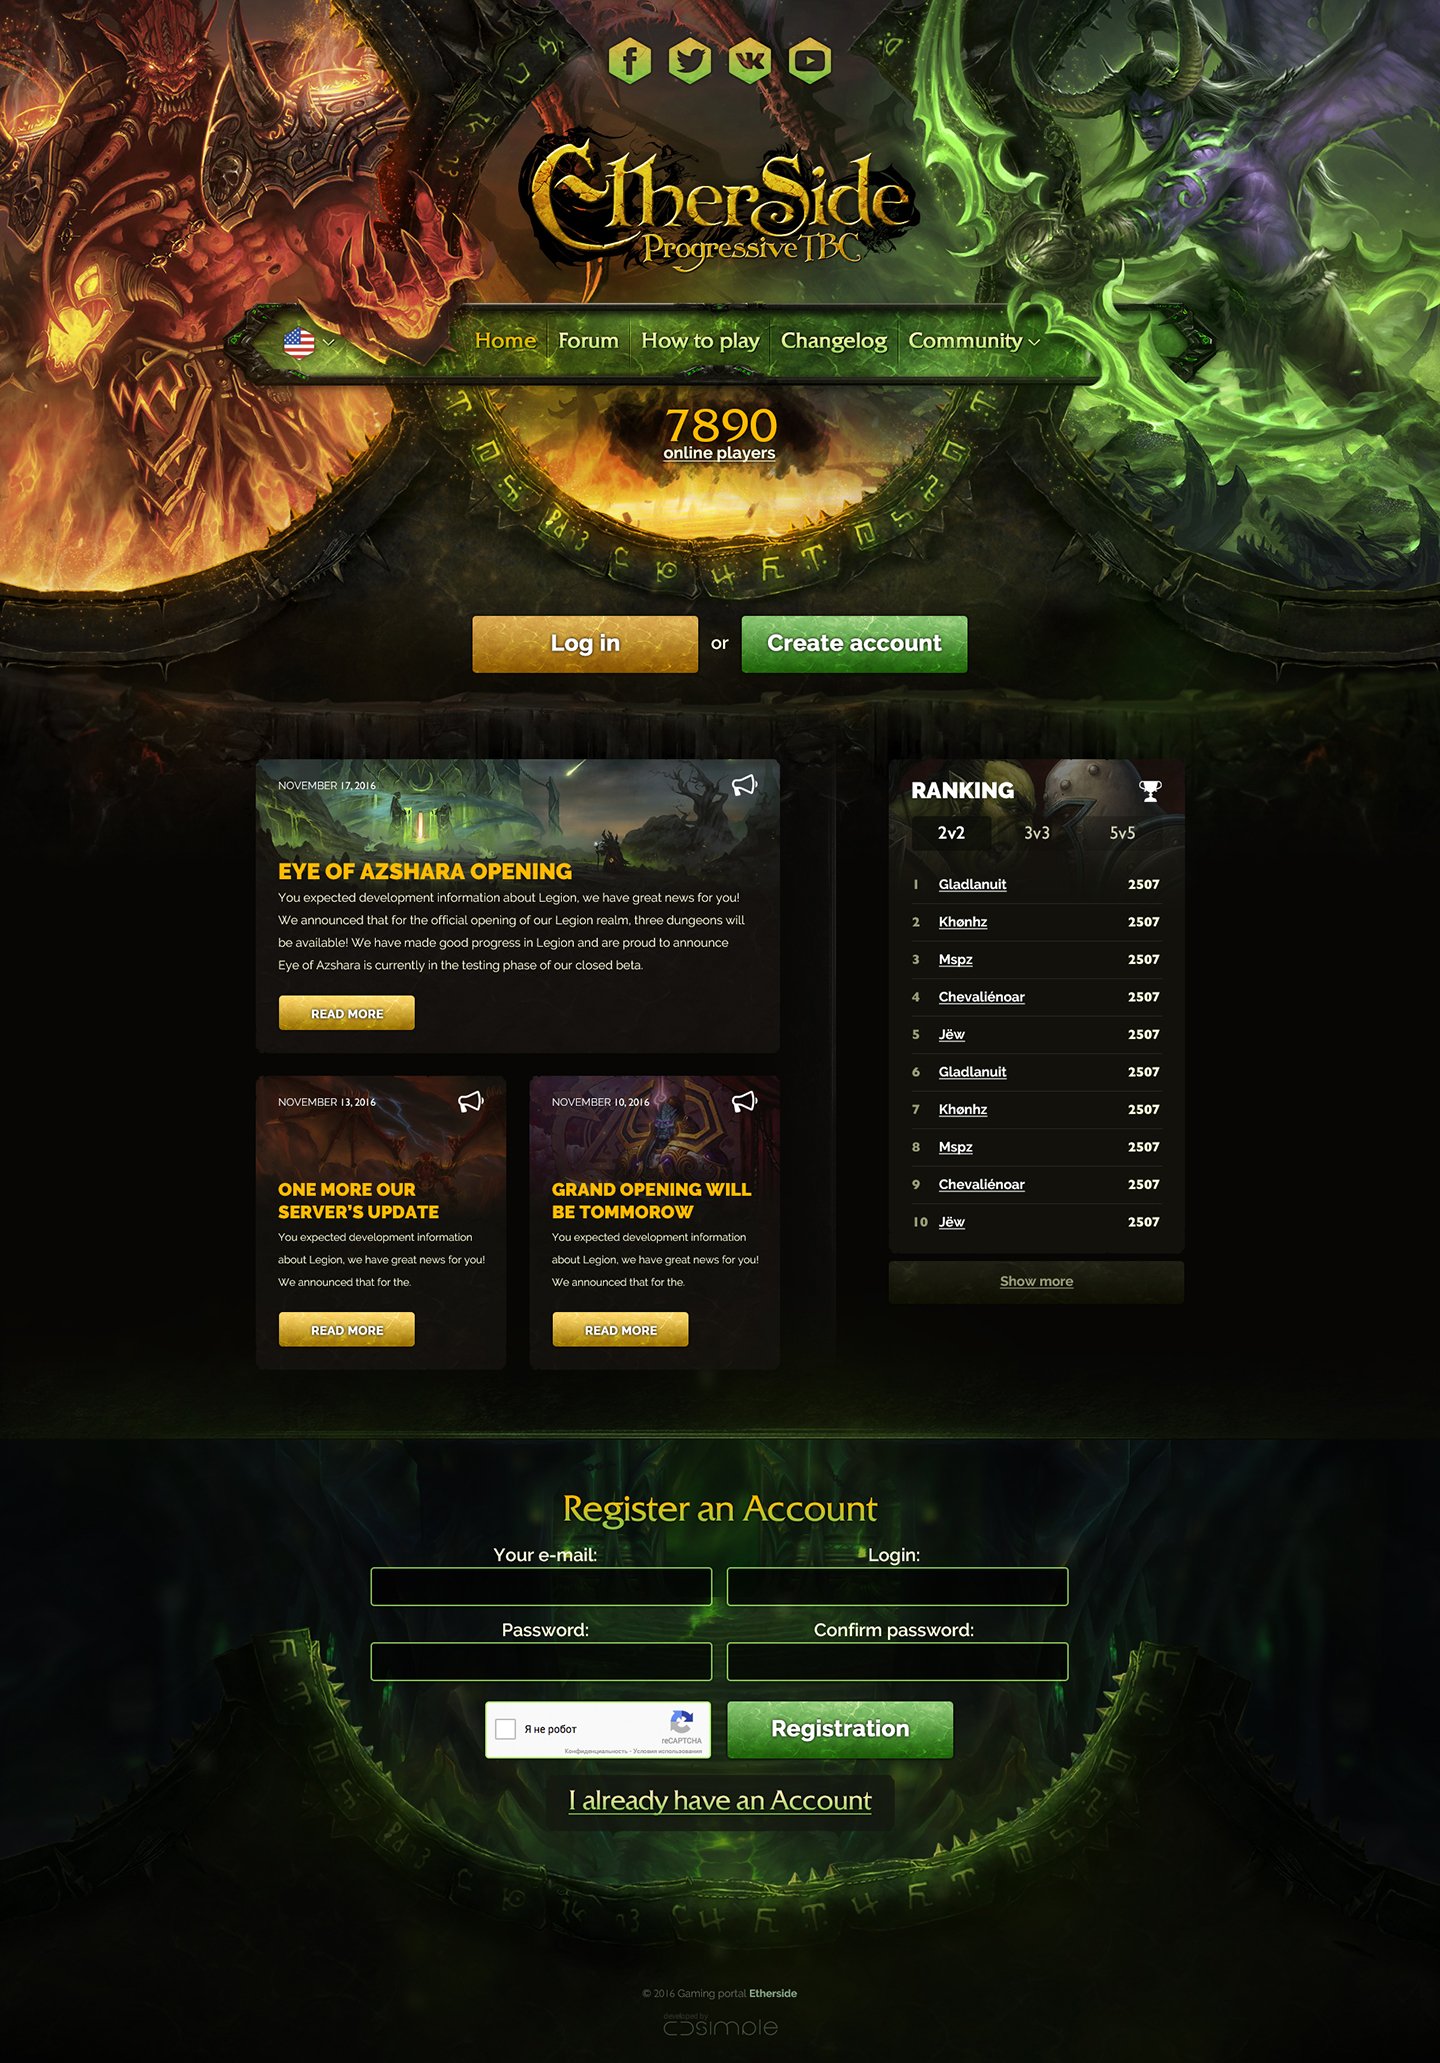 EtherSide
Progressive TBC
Home
Forum
How to play
Changelog
Community
7890
online players
Log in
or
Create account
NOVEMBER 17, 2016
EYE OF AZSHARA OPENING
You expected development information about Legion, we have great news for you!
We announced that for the official opening of our Legion realm, three dungeons will
be available! We have made good progress in Legion and are proud to announce
Eye of Azshara is currently in the testing phase of our closed beta.
READ MORE
NOVEMBER 13, 2016
ONE MORE OUR
SERVER'S UPDATE
You expected development information
about Legion, we have great news for you!
We announced that for the.
READ MORE
NOVEMBER 10, 2016
GRAND OPENING WILL
BE TOMMOROW
You expected development information
about Legion, we have great news for you!
We announced that for the.
READ MORE
RANKING
2v2 3v3 5v5
1 Gladlanuit 2507
2 Khønhz 2507
3 Mspz 2507
4 Chevaliénoar 2507
5 Jëw 2507
6 Gladlanuit 2507
7 Khønhz 2507
8 Mspz 2507
9 Chevaliénoar 2507
10 Jëw 2507
Show more
Register an Account
Your e-mail:
Login:
Password:
Confirm password:
Я не робот
reCAPTCHA
Конфиденциальность - Условия использования
Registration
I already have an Account
© 2016 Gaming portal Etherside
developed by
simple